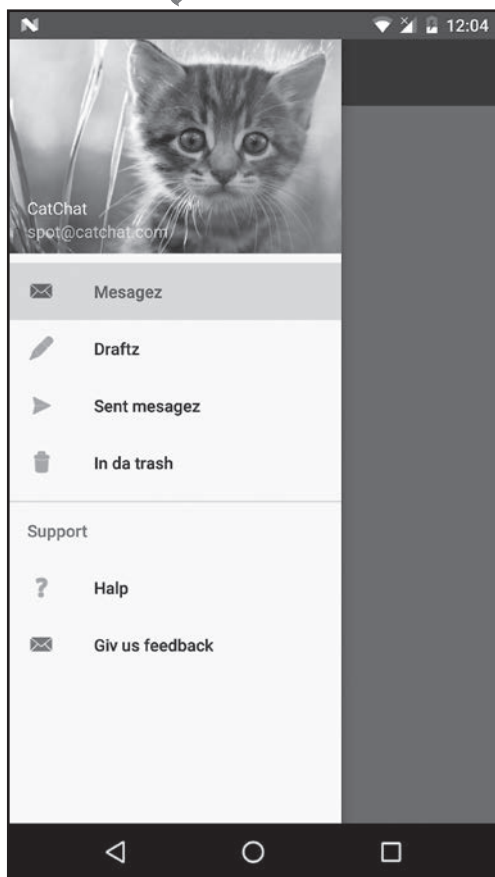 12:04
CatChat
spot@catchat.com
Mesagez
Draftz
Sent mesagez
In da trash
Support
Halp
Giv us feedback